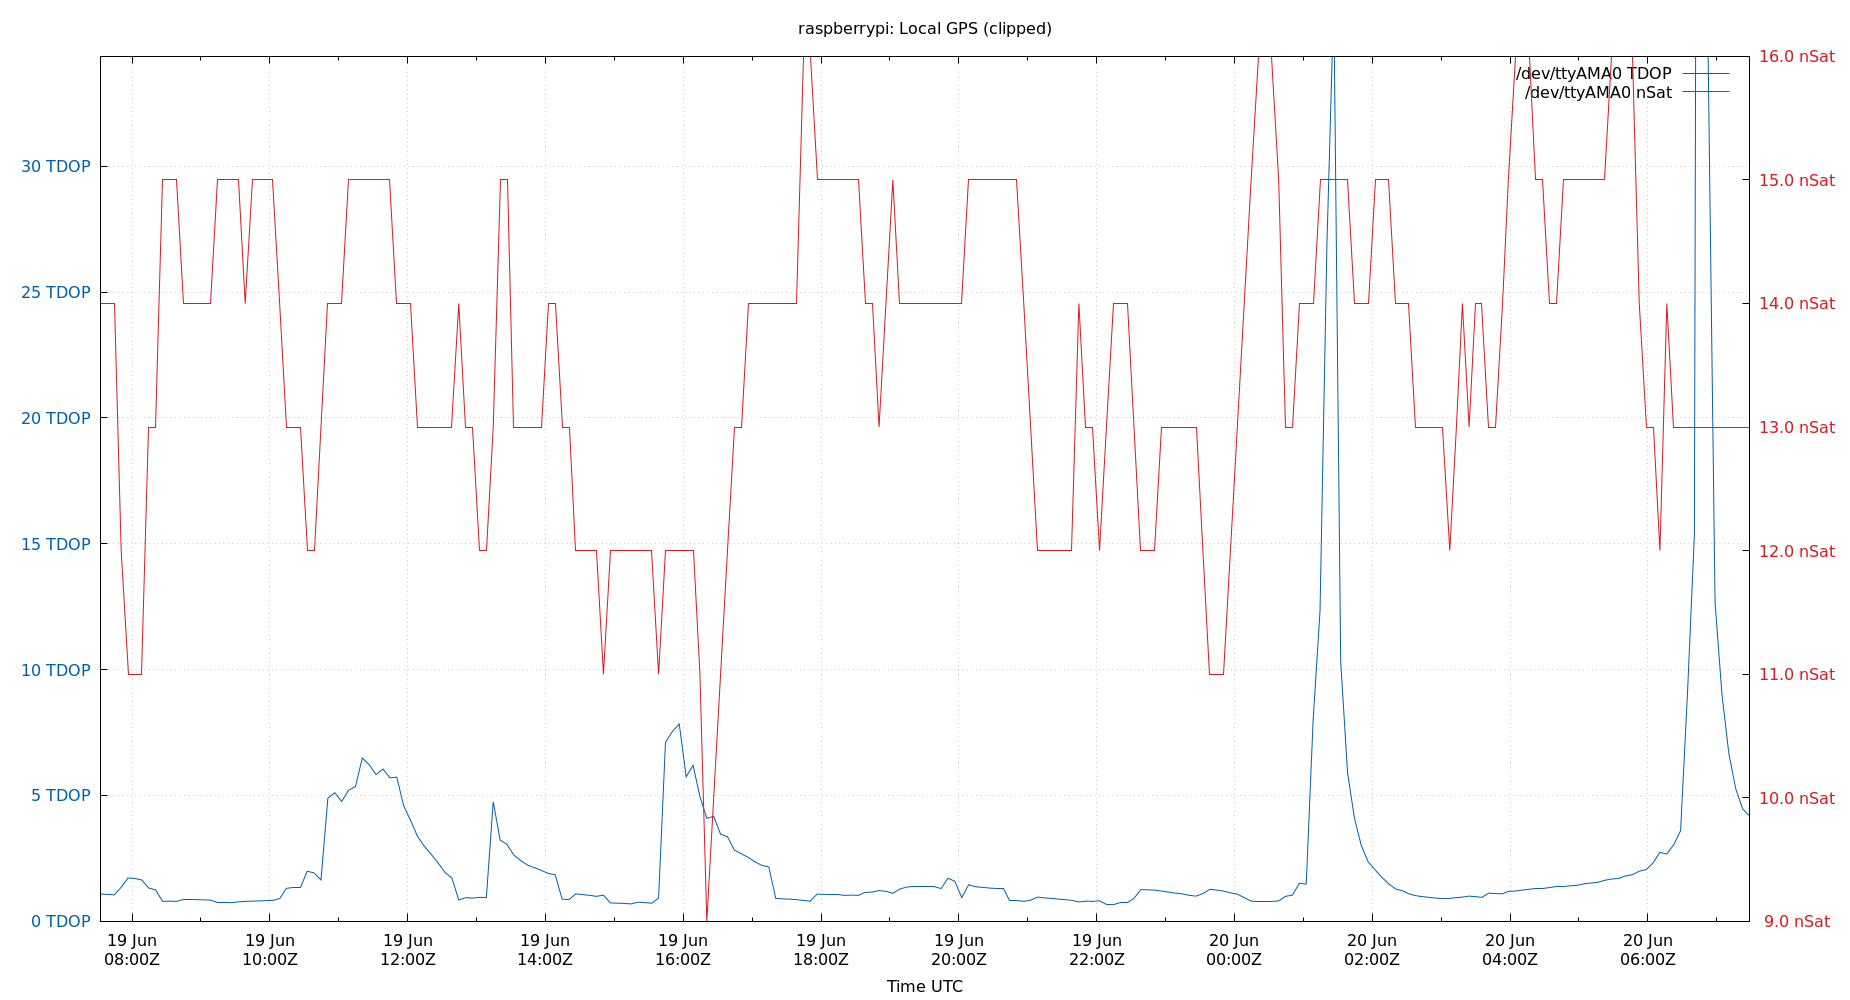 raspberrypi: Local GPS (clipped)
16.0 nSat
/dev/ttyAMA0 TDOP
/dev/ttyAMA0 nSat
30 TDOP
15.0 nSat
25 TDOP
14.0 nSat
20 TDOP
13.0 nSat
15 TDOP
12.0 nSat
10 TDOP
11.0 nSat
5 TDOP
10.0 nSat
0 TDOP
9.0 nSat
19 Jun 19 Jun 19 Jun 19 Jun 19 Jun 19 Jun 19 Jun 19 Jun 20 Jun 20 Jun 20 Jun 20 Jun
08:00Z 10:00Z 12:00Z 14:00Z 16:00Z 18:00Z 20:00Z 22:00Z 00:00Z 02:00Z 04:00Z 06:00Z
Time UTC